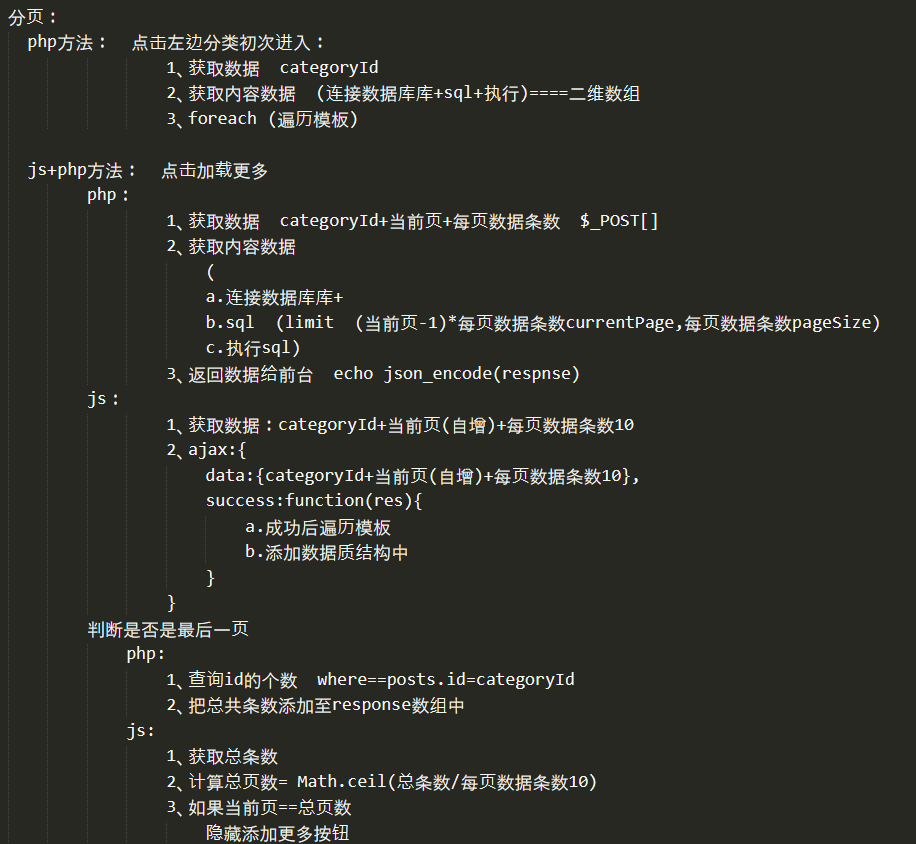 分页：
php方法： 点击左边分类初次进入：
1、获取数据 categoryId
2、获取内容数据 (连接数据库库+sql+执行)====二维数组
3、foreach (遍历模板)
js+php方法： 点击加载更多
php：
1、获取数据 categoryId+当前页+每页数据条数 $_POST[]
2、获取内容数据
(
a.连接数据库库+
b.sql (limit (当前页-1)*每页数据条数currentPage,每页数据条数pageSize)
c.执行sql)
3、返回数据给前台 echo json_encode(respnse)
js：
1、获取数据：categoryId+当前页(自增)+每页数据条数10
2、ajax:{
data:{categoryId+当前页(自增)+每页数据条数10},
success:function(res){
a.成功后遍历模板
b.添加数据质结构中
}
}
判断是否是最后一页
php:
1、查询id的个数 where==posts.id=categoryId
2、把总共条数添加至response数组中
js:
1、获取总条数
2、计算总页数= Math.ceil(总条数/每页数据条数10)
3、如果当前页==总页数
隐藏添加更多按钮